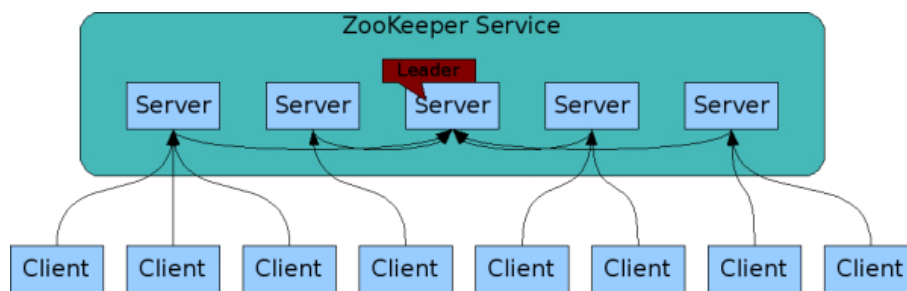 ZooKeeper Service
Leader
Server Server Server Server Server
Client Client Client Client Client Client Client Client